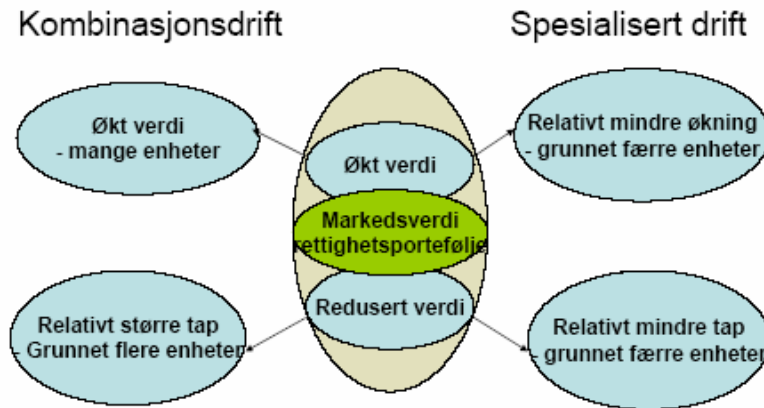 Kombinasjonsdrift
Spesialisert drift
Økt verdi
- mange enheter
Økt verdi
Relativt mindre økning
- grunnet færre enheter
Markedsverdi
rettighetsportefølje
Relativt større tap
- Grunnet flere enheter
Redusert verdi
Relativt mindre tap
- grunnet færre enheter